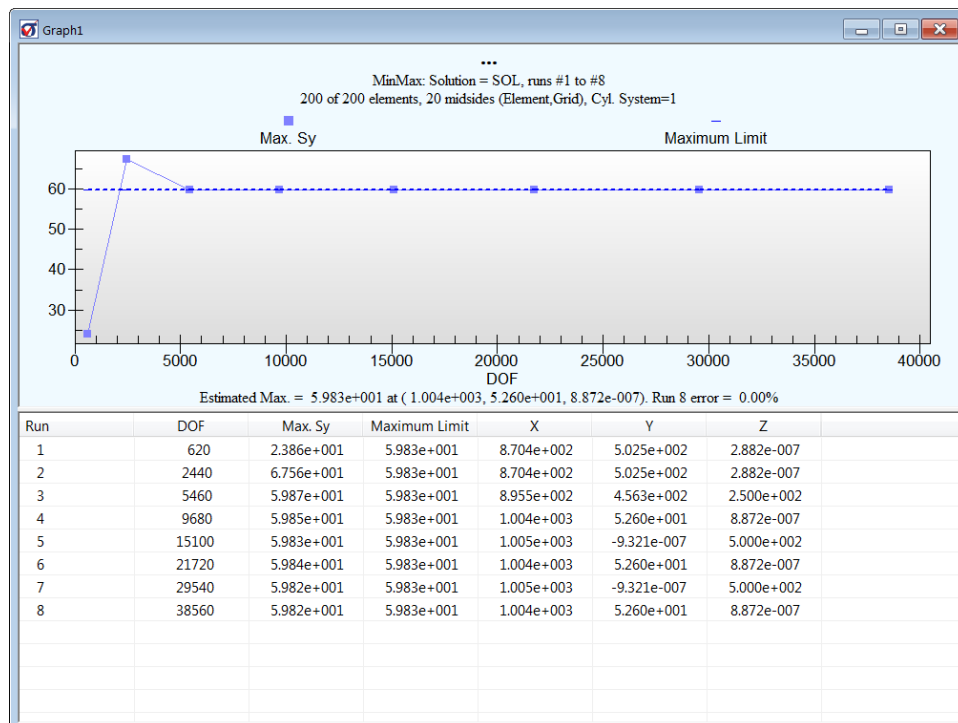 Graph1
...
MinMax: Solution = SOL, runs #1 to #8
200 of 200 elements, 20 midsides (Element,Grid), Cyl. System=1
Max. Sy Maximum Limit
60
50
40
30
0 5000 10000 15000 20000 25000 30000 35000 40000
DOF
Estimated Max. = 5.983e+001 at ( 1.004e+003, 5.260e+001, 8.872e-007). Run 8 error = 0.00%
Run DOF Max. Sy Maximum Limit X Y Z
1 620 2.386e+001 5.983e+001 8.704e+002 5.025e+002 2.882e-007
2 2440 6.756e+001 5.983e+001 8.704e+002 5.025e+002 2.882e-007
3 5460 5.987e+001 5.983e+001 8.955e+002 4.563e+002 2.500e+002
4 9680 5.985e+001 5.983e+001 1.004e+003 5.260e+001 8.872e-007
5 15100 5.983e+001 5.983e+001 1.005e+003 -9.321e-007 5.000e+002
6 21720 5.984e+001 5.983e+001 1.004e+003 5.260e+001 8.872e-007
7 29540 5.982e+001 5.983e+001 1.005e+003 -9.321e-007 5.000e+002
8 38560 5.982e+001 5.983e+001 1.004e+003 5.260e+001 8.872e-007